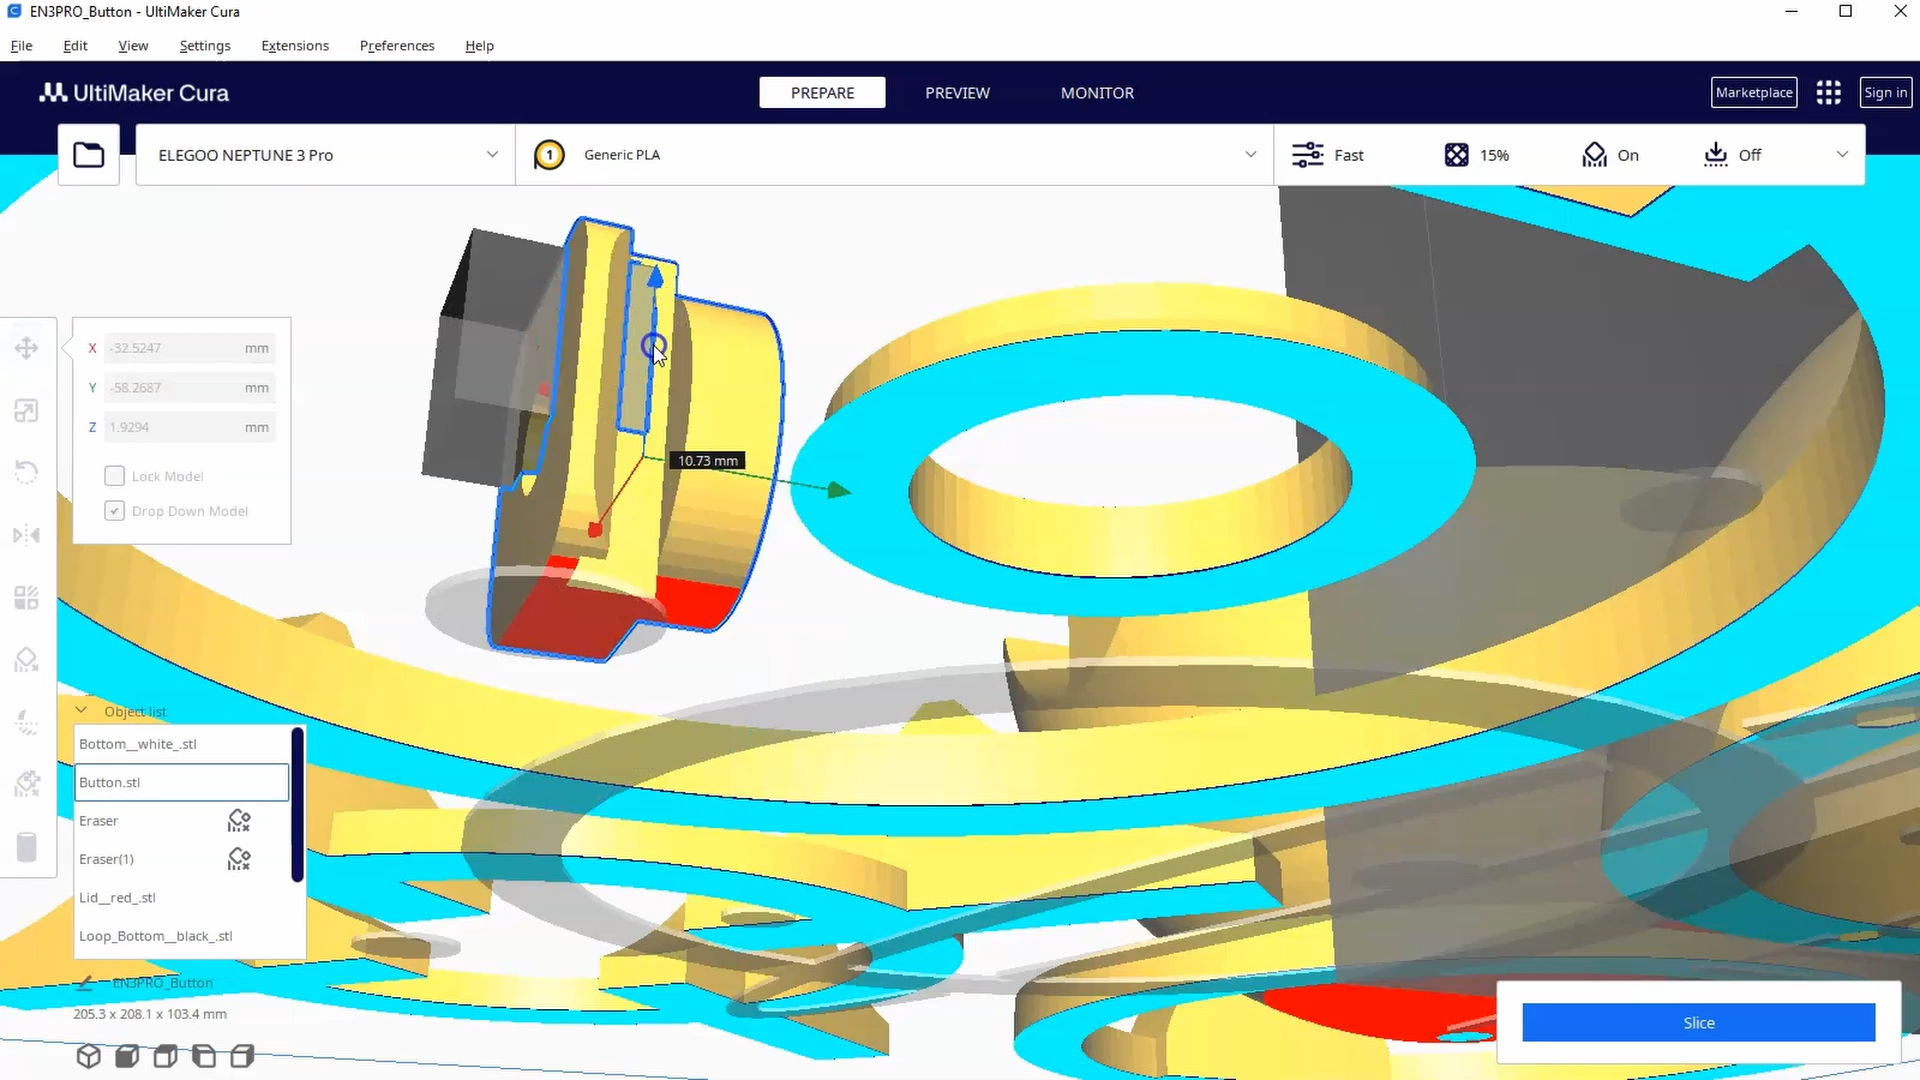 EN3PRO_Button - UltiMaker Cura
File Edit View Settings Extensions Preferences Help
UltiMaker Cura
PREPARE PREVIEW MONITOR
Marketplace
Sign in
ELEGOO NEPTUNE 3 Pro
1 Generic PLA
Fast 15% On Off
X -32.5247 mm
Y -58.2687 mm
Z 1.9294 mm
Lock Model
Drop Down Model
10.73 mm
Object list
Bottom__white_.stl
Button.stl
Eraser
Eraser(1)
Lid__red_.stl
Loop_Bottom__black_.stl
EN3PRO_Button
205.3 x 208.1 x 103.4 mm
Slice